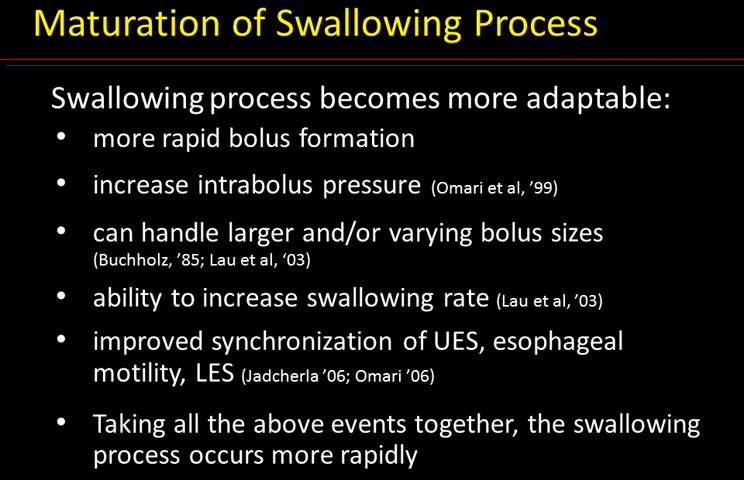 Maturation of Swallowing Process
Swallowing process becomes more adaptable:
• more rapid bolus formation
• increase intrabolus pressure (Omari et al, ’99)
• can handle larger and/or varying bolus sizes
(Buchholz, ’85; Lau et al, ‘03)
• ability to increase swallowing rate (Lau et al, ’03)
• improved synchronization of UES, esophageal
motility, LES (Jadcherla ’06; Omari ’06)
• Taking all the above events together, the swallowing
process occurs more rapidly